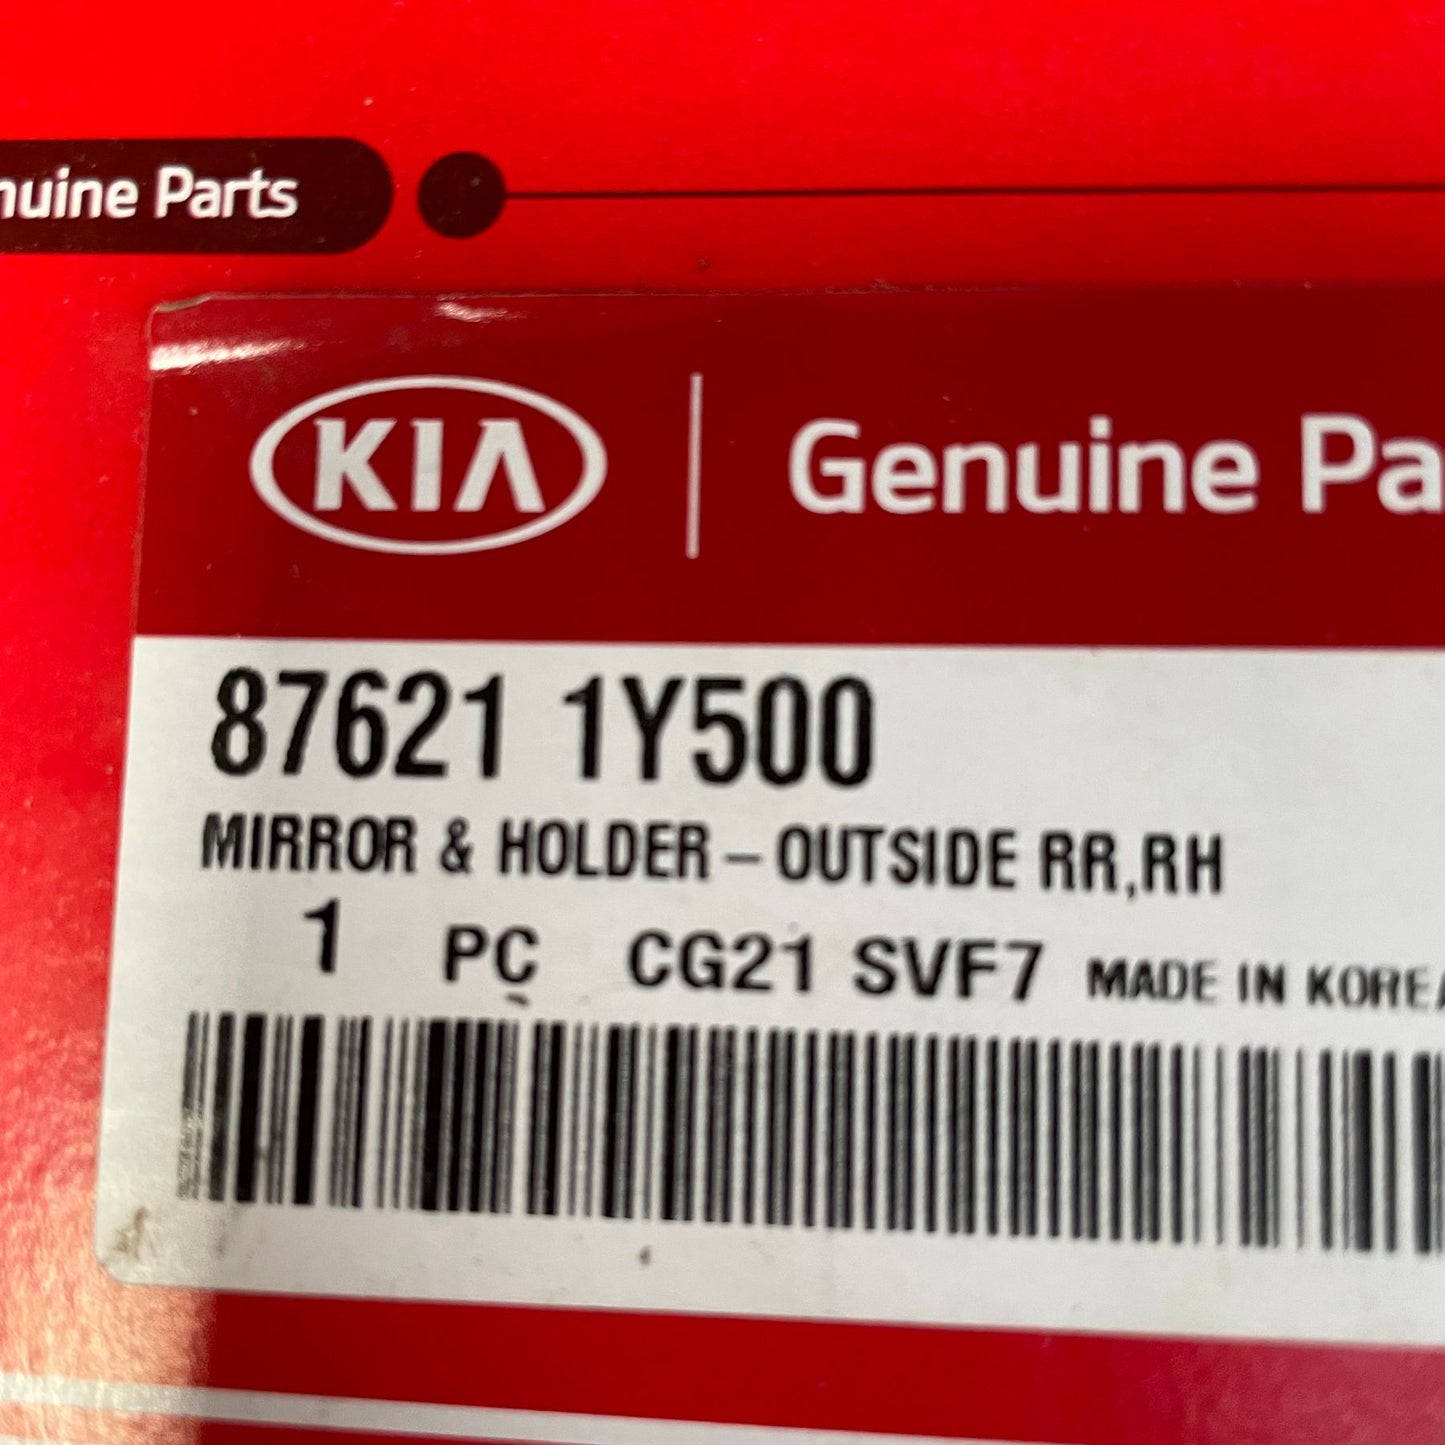 nuine Parts
KIA Genuine Pa
87621 1Y500
MIRROR & HOLDER - OUTSIDE RR,RH
1 PC CG21 SVF7 MADE IN KOREA